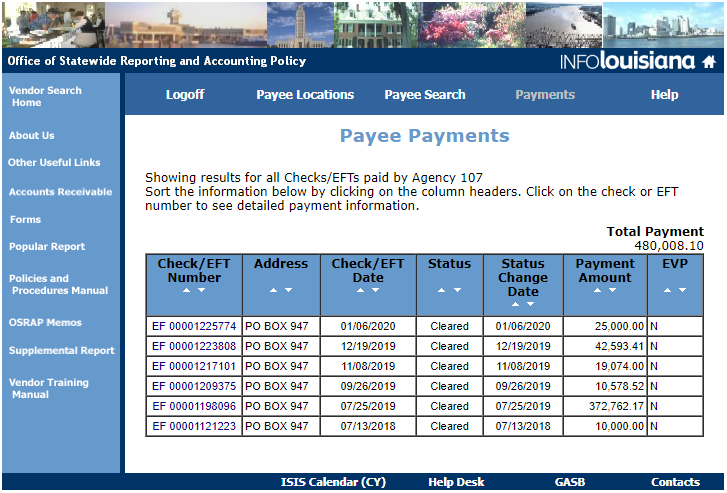 Office of Statewide Reporting and Accounting Policy
INFOlouisiana
Vendor Search
Home
About Us
Other Useful Links
Accounts Receivable
Forms
Popular Report
Policies and
Procedures Manual
OSRAP Memos
Supplemental Report
Vendor Training
Manual
Logoff Payee Locations Payee Search Payments Help
Payee Payments
Showing results for all Checks/EFTs paid by Agency 107
Sort the information below by clicking on the column headers. Click on the check or EFT
number to see detailed payment information.
Total Payment
480,008.10
Check/EFT Number Address Check/EFT Date Status Status Change Date Payment Amount EVP
EF 00001225774 PO BOX 947 01/06/2020 Cleared 01/06/2020 25,000.00 N
EF 00001223808 PO BOX 947 12/19/2019 Cleared 12/19/2019 42,593.41 N
EF 00001217101 PO BOX 947 11/08/2019 Cleared 11/08/2019 19,074.00 N
EF 00001209375 PO BOX 947 09/26/2019 Cleared 09/26/2019 10,578.52 N
EF 00001198096 PO BOX 947 07/25/2019 Cleared 07/25/2019 372,762.17 N
EF 00001121223 PO BOX 947 07/13/2018 Cleared 07/13/2018 10,000.00 N
ISIS Calendar (CY) Help Desk GASB Contacts